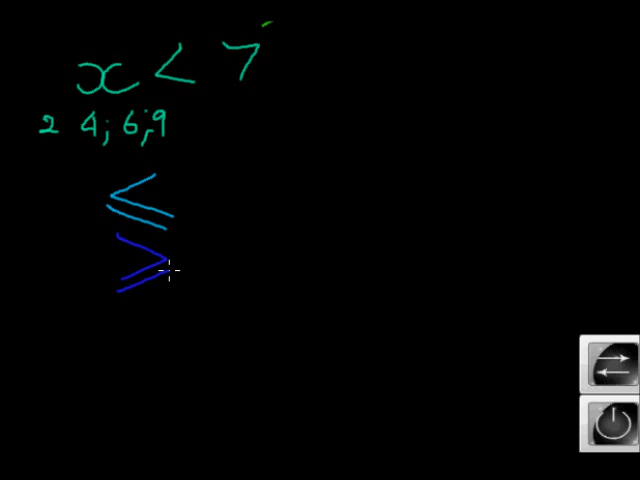 x < 7
2 4; 6; 9
≤
≥